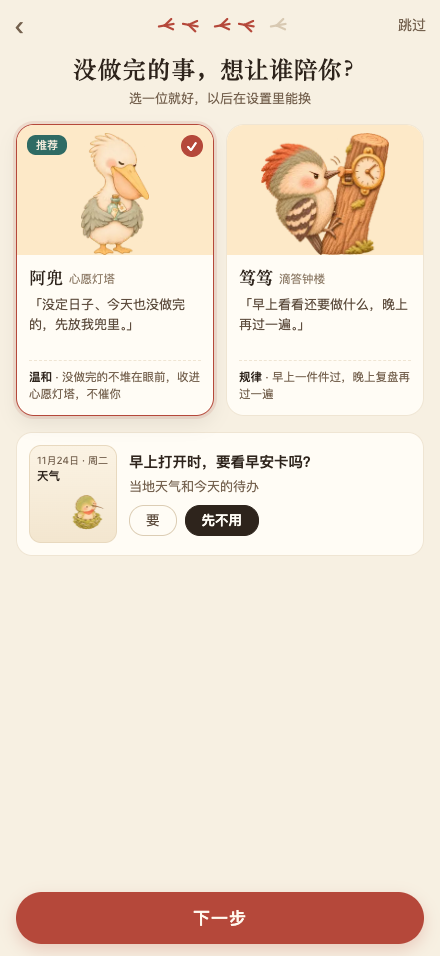 跳过
没做完的事，想让谁陪你？
选一位就好，以后在设置里能换
推荐
阿兜 心愿灯塔
「没定日子、今天也没做完
的，先放我兜里。」
温和 · 没做完的不堆在眼前，收进
心愿灯塔，不催你
笃笃 滴答钟楼
「早上看看还要做什么，晚上
再过一遍。」
规律 · 早上一件件过，晚上复盘再
过一遍
11月24日 · 周二
天气
早上打开时，要看早安卡吗？
当地天气和今天的待办
要
先不用
下一步